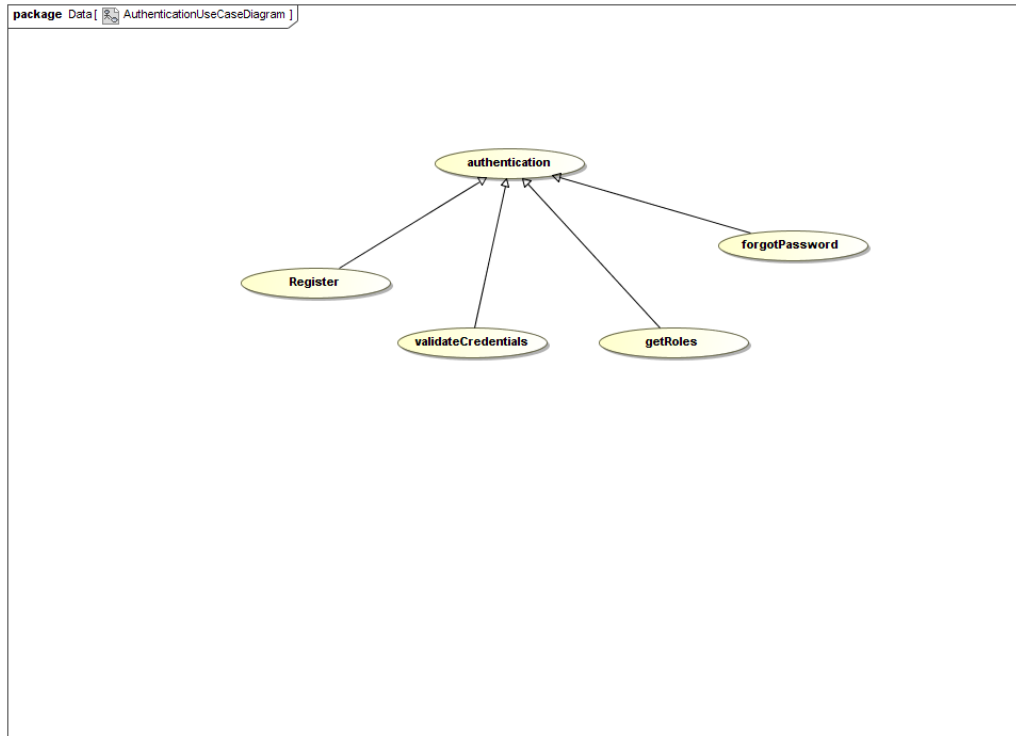 package Data[ AuthenticationUseCaseDiagram ]
authentication
forgotPassword
Register
validateCredentials
getRoles